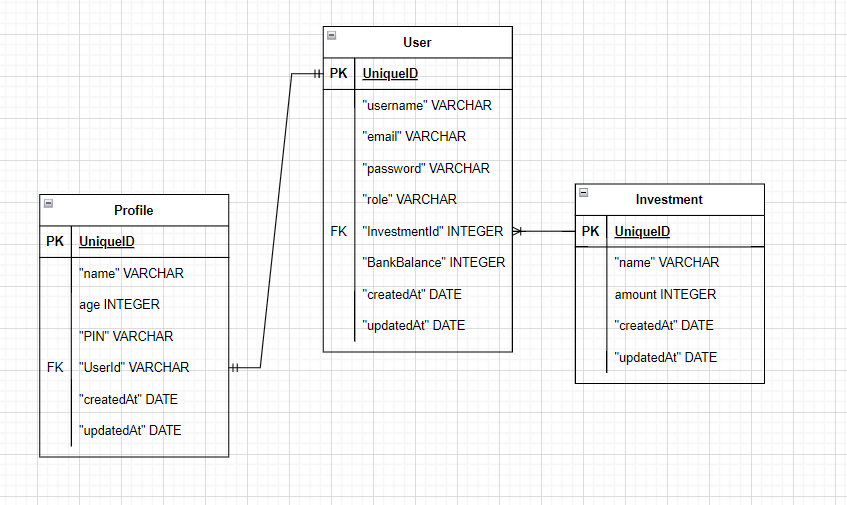 User
PK UniqueID
"username" VARCHAR
"email" VARCHAR
"password" VARCHAR
"role" VARCHAR
FK "InvestmentId" INTEGER
"BankBalance" INTEGER
"createdAt" DATE
"updatedAt" DATE
Profile
PK UniqueID
"name" VARCHAR
age INTEGER
"PIN" VARCHAR
FK "UserId" VARCHAR
"createdAt" DATE
"updatedAt" DATE
Investment
PK UniqueID
"name" VARCHAR
amount INTEGER
"createdAt" DATE
"updatedAt" DATE